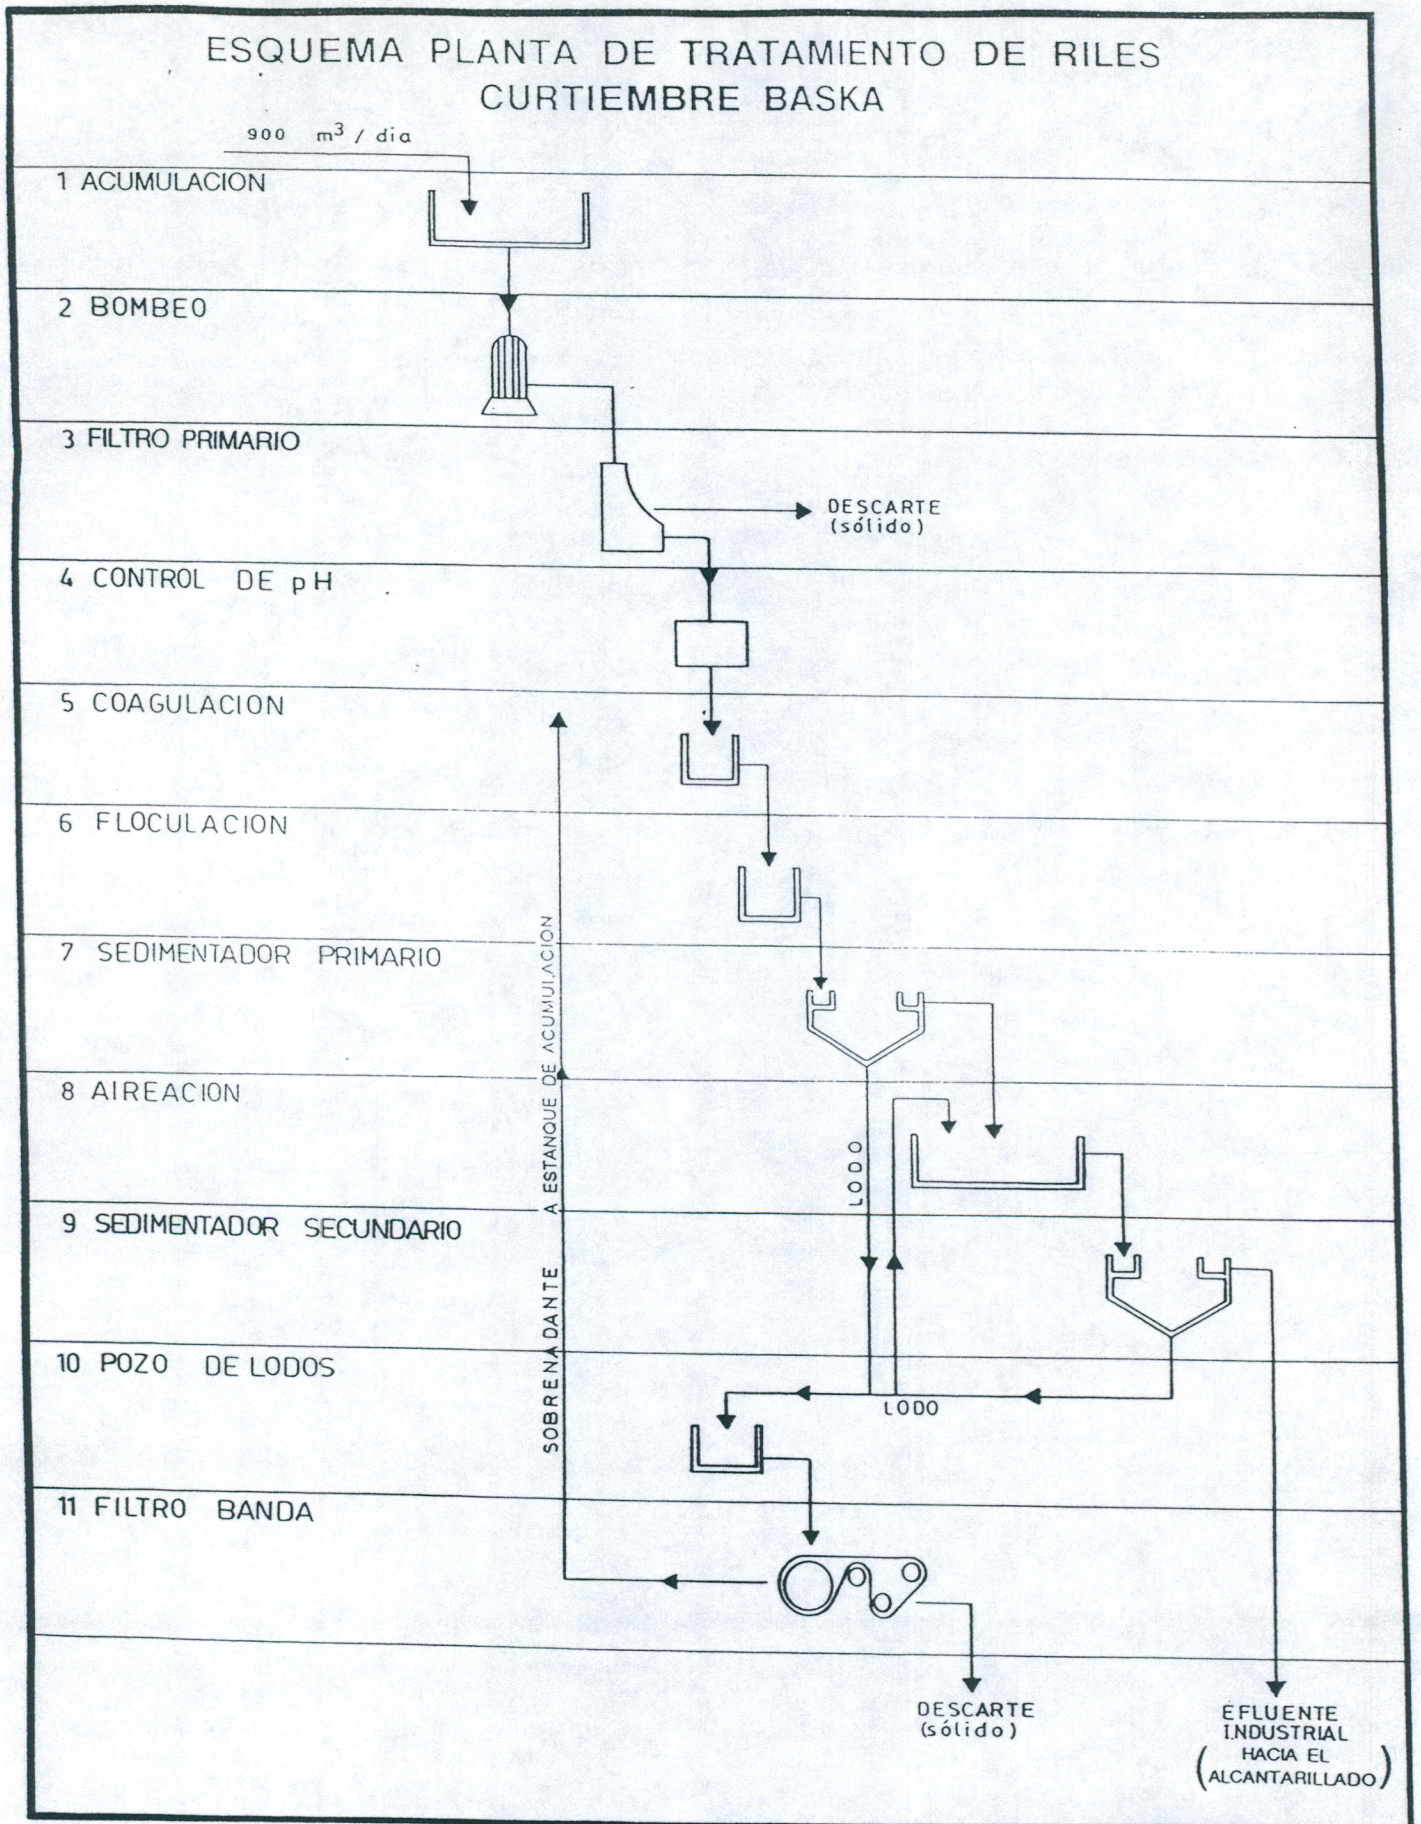 ESQUEMA PLANTA DE TRATAMIENTO DE RILES
CURTIEMBRE BASKA
900 m³ / dia
1 ACUMULACION
2 BOMBEO
3 FILTRO PRIMARIO
DESCARTE
(sólido)
4 CONTROL DE pH
5 COAGULACION
6 FLOCULACION
7 SEDIMENTADOR PRIMARIO
8 AIREACION
LODO
9 SEDIMENTADOR SECUNDARIO
SOBRENADANTE A ESTANQUE DE ACUMULACION
10 POZO DE LODOS
LODO
11 FILTRO BANDA
DESCARTE
(sólido)
EFLUENTE
INDUSTRIAL
(HACIA EL
ALCANTARILLADO)